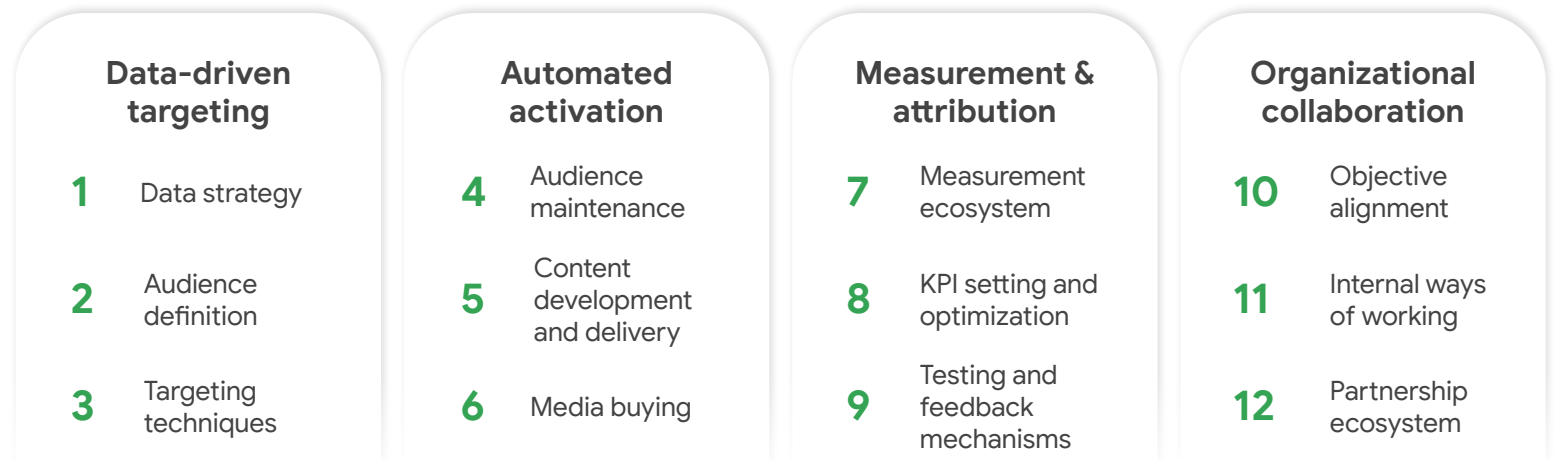 Data-driven
targeting
1 Data strategy
2 Audience
definition
3 Targeting
techniques
Automated
activation
4 Audience
maintenance
5 Content
development
and delivery
6 Media buying
Measurement &
attribution
7 Measurement
ecosystem
8 KPI setting and
optimization
9 Testing and
feedback
mechanisms
Organizational
collaboration
10 Objective
alignment
11 Internal ways
of working
12 Partnership
ecosystem